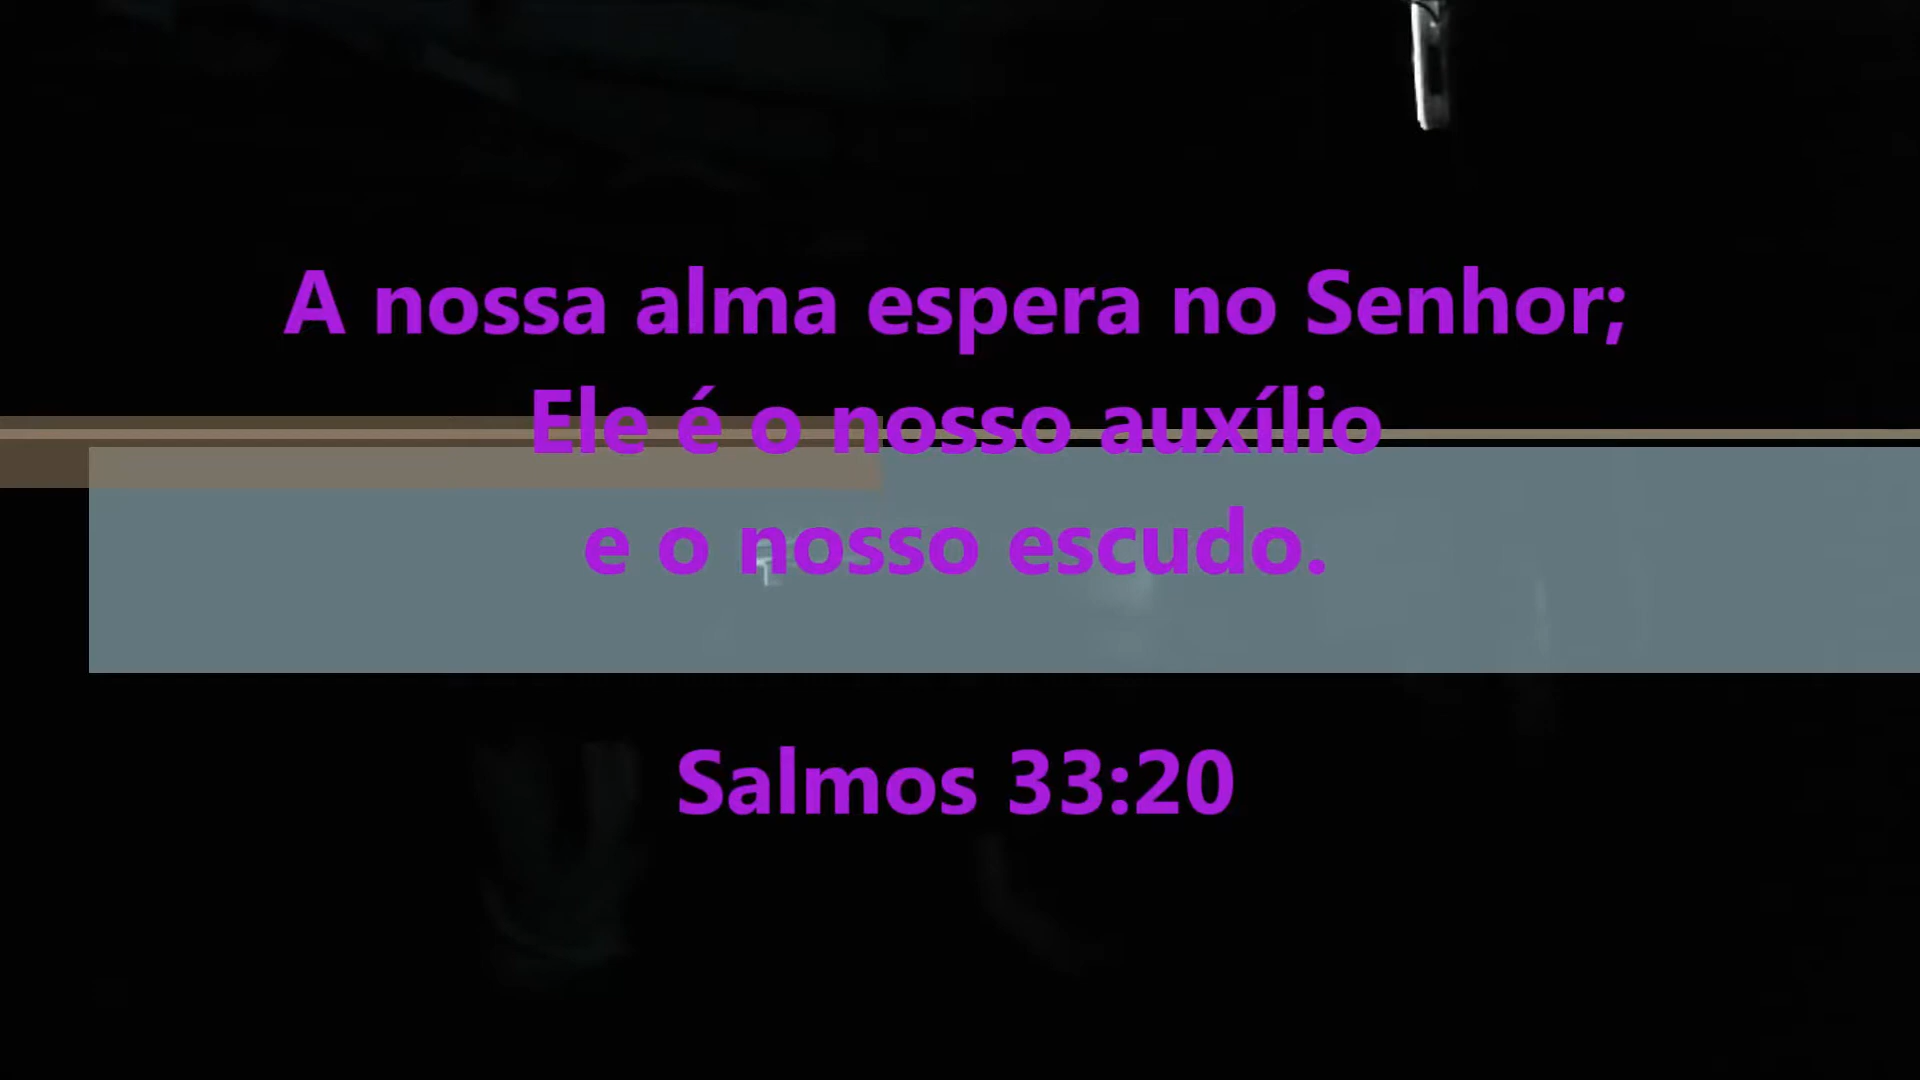 A nossa alma espera no Senhor;
Ele é o nosso auxílio
e o nosso escudo.
Salmos 33:20